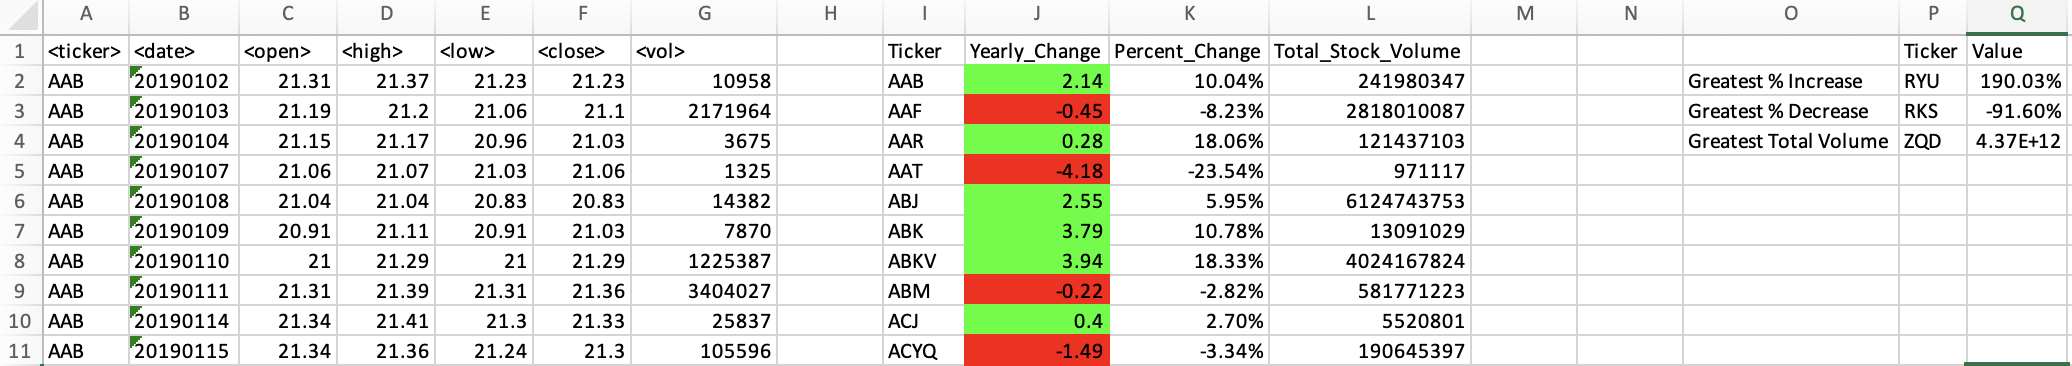 A B C D E F G H I J K L M N O P Q
1 <ticker> <date> <open> <high> <low> <close> <vol> Ticker Yearly_Change Percent_Change Total_Stock_Volume Ticker Value
2 AAB 20190102 21.31 21.37 21.23 21.23 10958 AAB 2.14 10.04% 241980347 Greatest % Increase RYU 190.03%
3 AAB 20190103 21.19 21.2 21.06 21.1 2171964 AAF -0.45 -8.23% 2818010087 Greatest % Decrease RKS -91.60%
4 AAB 20190104 21.15 21.17 20.96 21.03 3675 AAR 0.28 18.06% 121437103 Greatest Total Volume ZQD 4.37E+12
5 AAB 20190107 21.06 21.07 21.03 21.06 1325 AAT -4.18 -23.54% 971117
6 AAB 20190108 21.04 21.04 20.83 20.83 14382 ABJ 2.55 5.95% 6124743753
7 AAB 20190109 20.91 21.11 20.91 21.03 7870 ABK 3.79 10.78% 13091029
8 AAB 20190110 21 21.29 21 21.29 1225387 ABKV 3.94 18.33% 4024167824
9 AAB 20190111 21.31 21.39 21.31 21.36 3404027 ABM -0.22 -2.82% 581771223
10 AAB 20190114 21.34 21.41 21.3 21.33 25837 ACJ 0.4 2.70% 5520801
11 AAB 20190115 21.34 21.36 21.24 21.3 105596 ACYQ -1.49 -3.34% 190645397